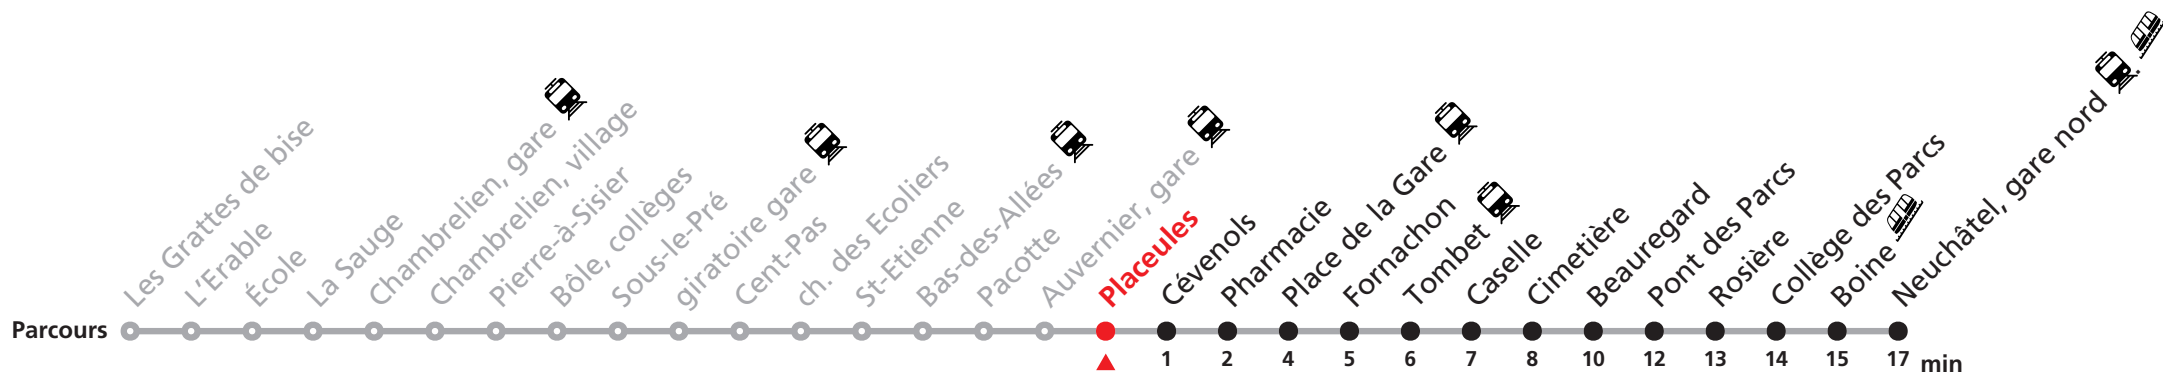 Les Grattes de bise
L'Erable
École
La Sauge
Chambrelien, gare
Chambrelien, village
Pierre-à-Sisier
Bôle, collèges
Sous-le-Pré
giratoire gare
Cent-Pas
ch. des Ecoliers
St-Etienne
Bas-des-Allées
Pacotte
Auvernier, gare
Placeules
Cévenols
Pharmacie
Place de la Gare
Fornachon
Tombet
Caselle
Cimetière
Beauregard
Pont des Parcs
Rosière
Collège des Parcs
Boine
Neuchâtel, gare nord
Parcours
1 2 4 5 6 7 8 10 12 13 14 15 17 min